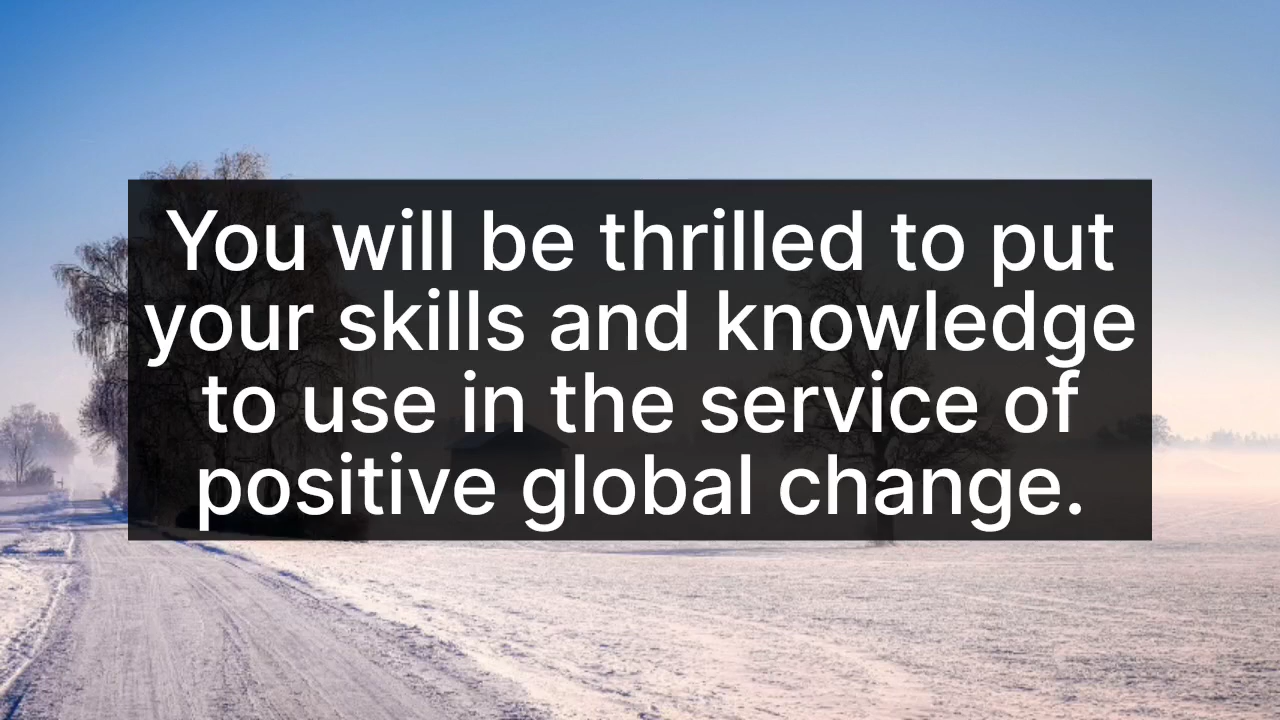 You will be thrilled to put
your skills and knowledge
to use in the service of
positive global change.